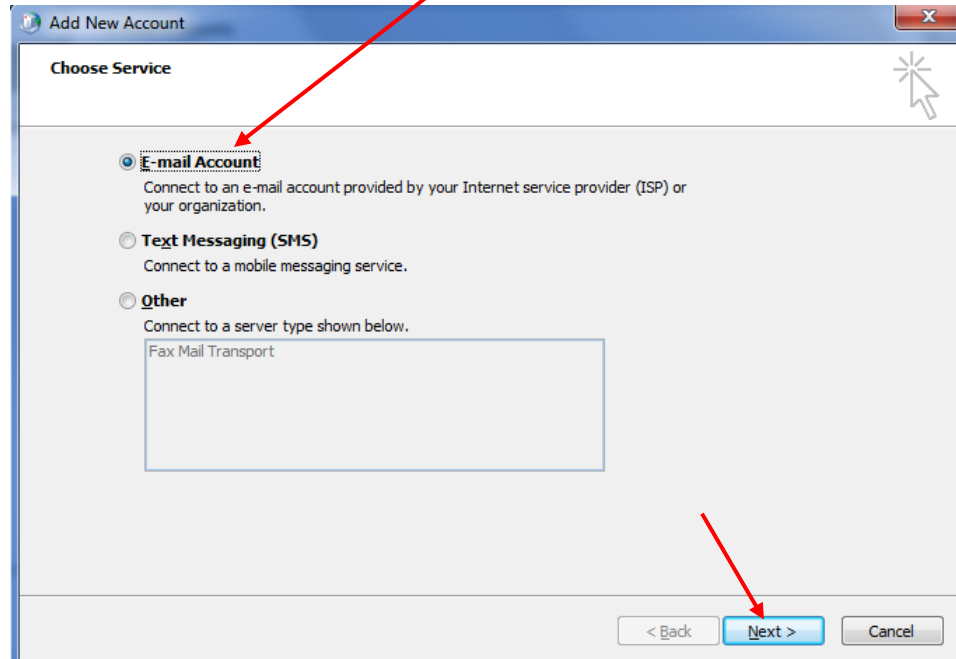 Add New Account
Choose Service
E-mail Account
Connect to an e-mail account provided by your Internet service provider (ISP) or
your organization.
Text Messaging (SMS)
Connect to a mobile messaging service.
Other
Connect to a server type shown below.
Fax Mail Transport
< Back
Next >
Cancel